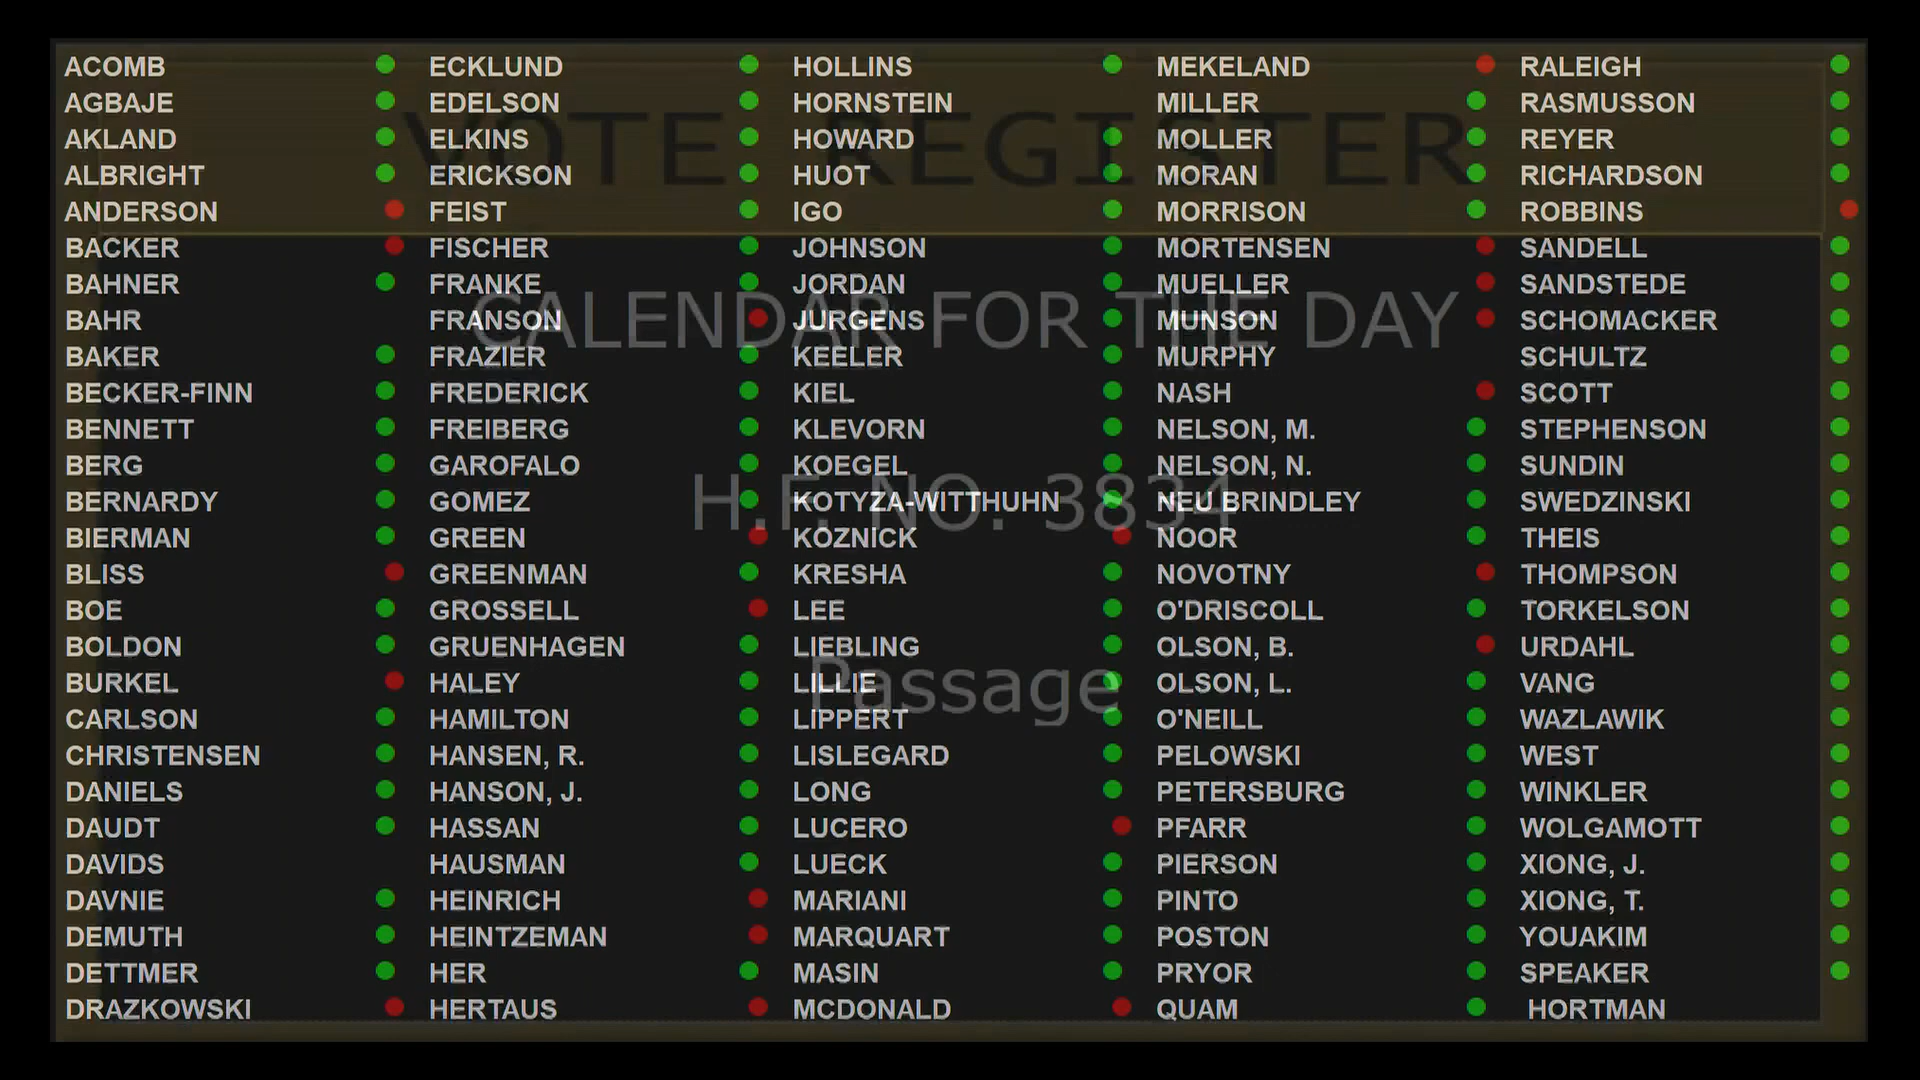 VOTE REGISTER
CALENDAR FOR THE DAY
H.F. NO. 3834
Passage
ACOMB
AGBAJE
AKLAND
ALBRIGHT
ANDERSON
BACKER
BAHNER
BAHR
BAKER
BECKER-FINN
BENNETT
BERG
BERNARDY
BIERMAN
BLISS
BOE
BOLDON
BURKEL
CARLSON
CHRISTENSEN
DANIELS
DAUDT
DAVIDS
DAVNIE
DEMUTH
DETTMER
DRAZKOWSKI
ECKLUND
EDELSON
ELKINS
ERICKSON
FEIST
FISCHER
FRANKE
FRANSON
FRAZIER
FREDERICK
FREIBERG
GAROFALO
GOMEZ
GREEN
GREENMAN
GROSSELL
GRUENHAGEN
HALEY
HAMILTON
HANSEN, R.
HANSON, J.
HASSAN
HAUSMAN
HEINRICH
HEINTZEMAN
HER
HERTAUS
HOLLINS
HORNSTEIN
HOWARD
HUOT
IGO
JOHNSON
JORDAN
JURGENS
KEELER
KIEL
KLEVORN
KOEGEL
KOTYZA-WITTHUHN
KOZNICK
KRESHA
LEE
LIEBLING
LILLIE
LIPPERT
LISLEGARD
LONG
LUCERO
LUECK
MARIANI
MARQUART
MASIN
MCDONALD
MEKELAND
MILLER
MOLLER
MORAN
MORRISON
MORTENSEN
MUELLER
MUNSON
MURPHY
NASH
NELSON, M.
NELSON, N.
NEU BRINDLEY
NOOR
NOVOTNY
O'DRISCOLL
OLSON, B.
OLSON, L.
O'NEILL
PELOWSKI
PETERSBURG
PFARR
PIERSON
PINTO
POSTON
PRYOR
QUAM
RALEIGH
RASMUSSON
REYER
RICHARDSON
ROBBINS
SANDELL
SANDSTEDE
SCHOMACKER
SCHULTZ
SCOTT
STEPHENSON
SUNDIN
SWEDZINSKI
THEIS
THOMPSON
TORKELSON
URDAHL
VANG
WAZLAWIK
WEST
WINKLER
WOLGAMOTT
XIONG, J.
XIONG, T.
YOUAKIM
SPEAKER
HORTMAN